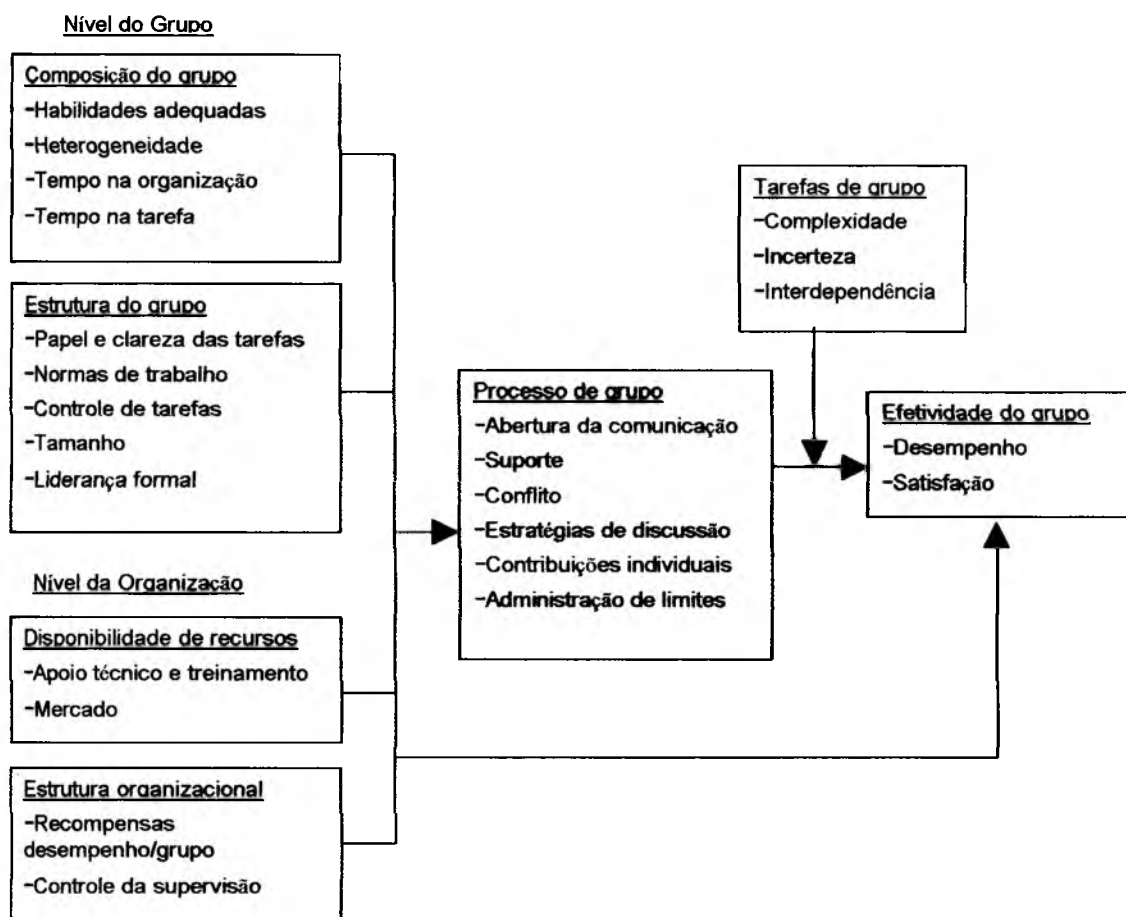 Nível do Grupo
Composição do grupo
-Habilidades adequadas
-Heterogeneidade
-Tempo na organização
-Tempo na tarefa
Estrutura do grupo
-Papel e clareza das tarefas
-Normas de trabalho
-Controle de tarefas
-Tamanho
-Liderança formal
Nível da Organização
Disponibilidade de recursos
-Apoio técnico e treinamento
-Mercado
Estrutura organizacional
-Recompensas
desempenho/grupo
-Controle da supervisão
Processo de grupo
-Abertura da comunicação
-Suporte
-Conflito
-Estratégias de discussão
-Contribuições individuais
-Administração de limites
Tarefas de grupo
-Complexidade
-Incerteza
-Interdependência
Efetividade do grupo
-Desempenho
-Satisfação